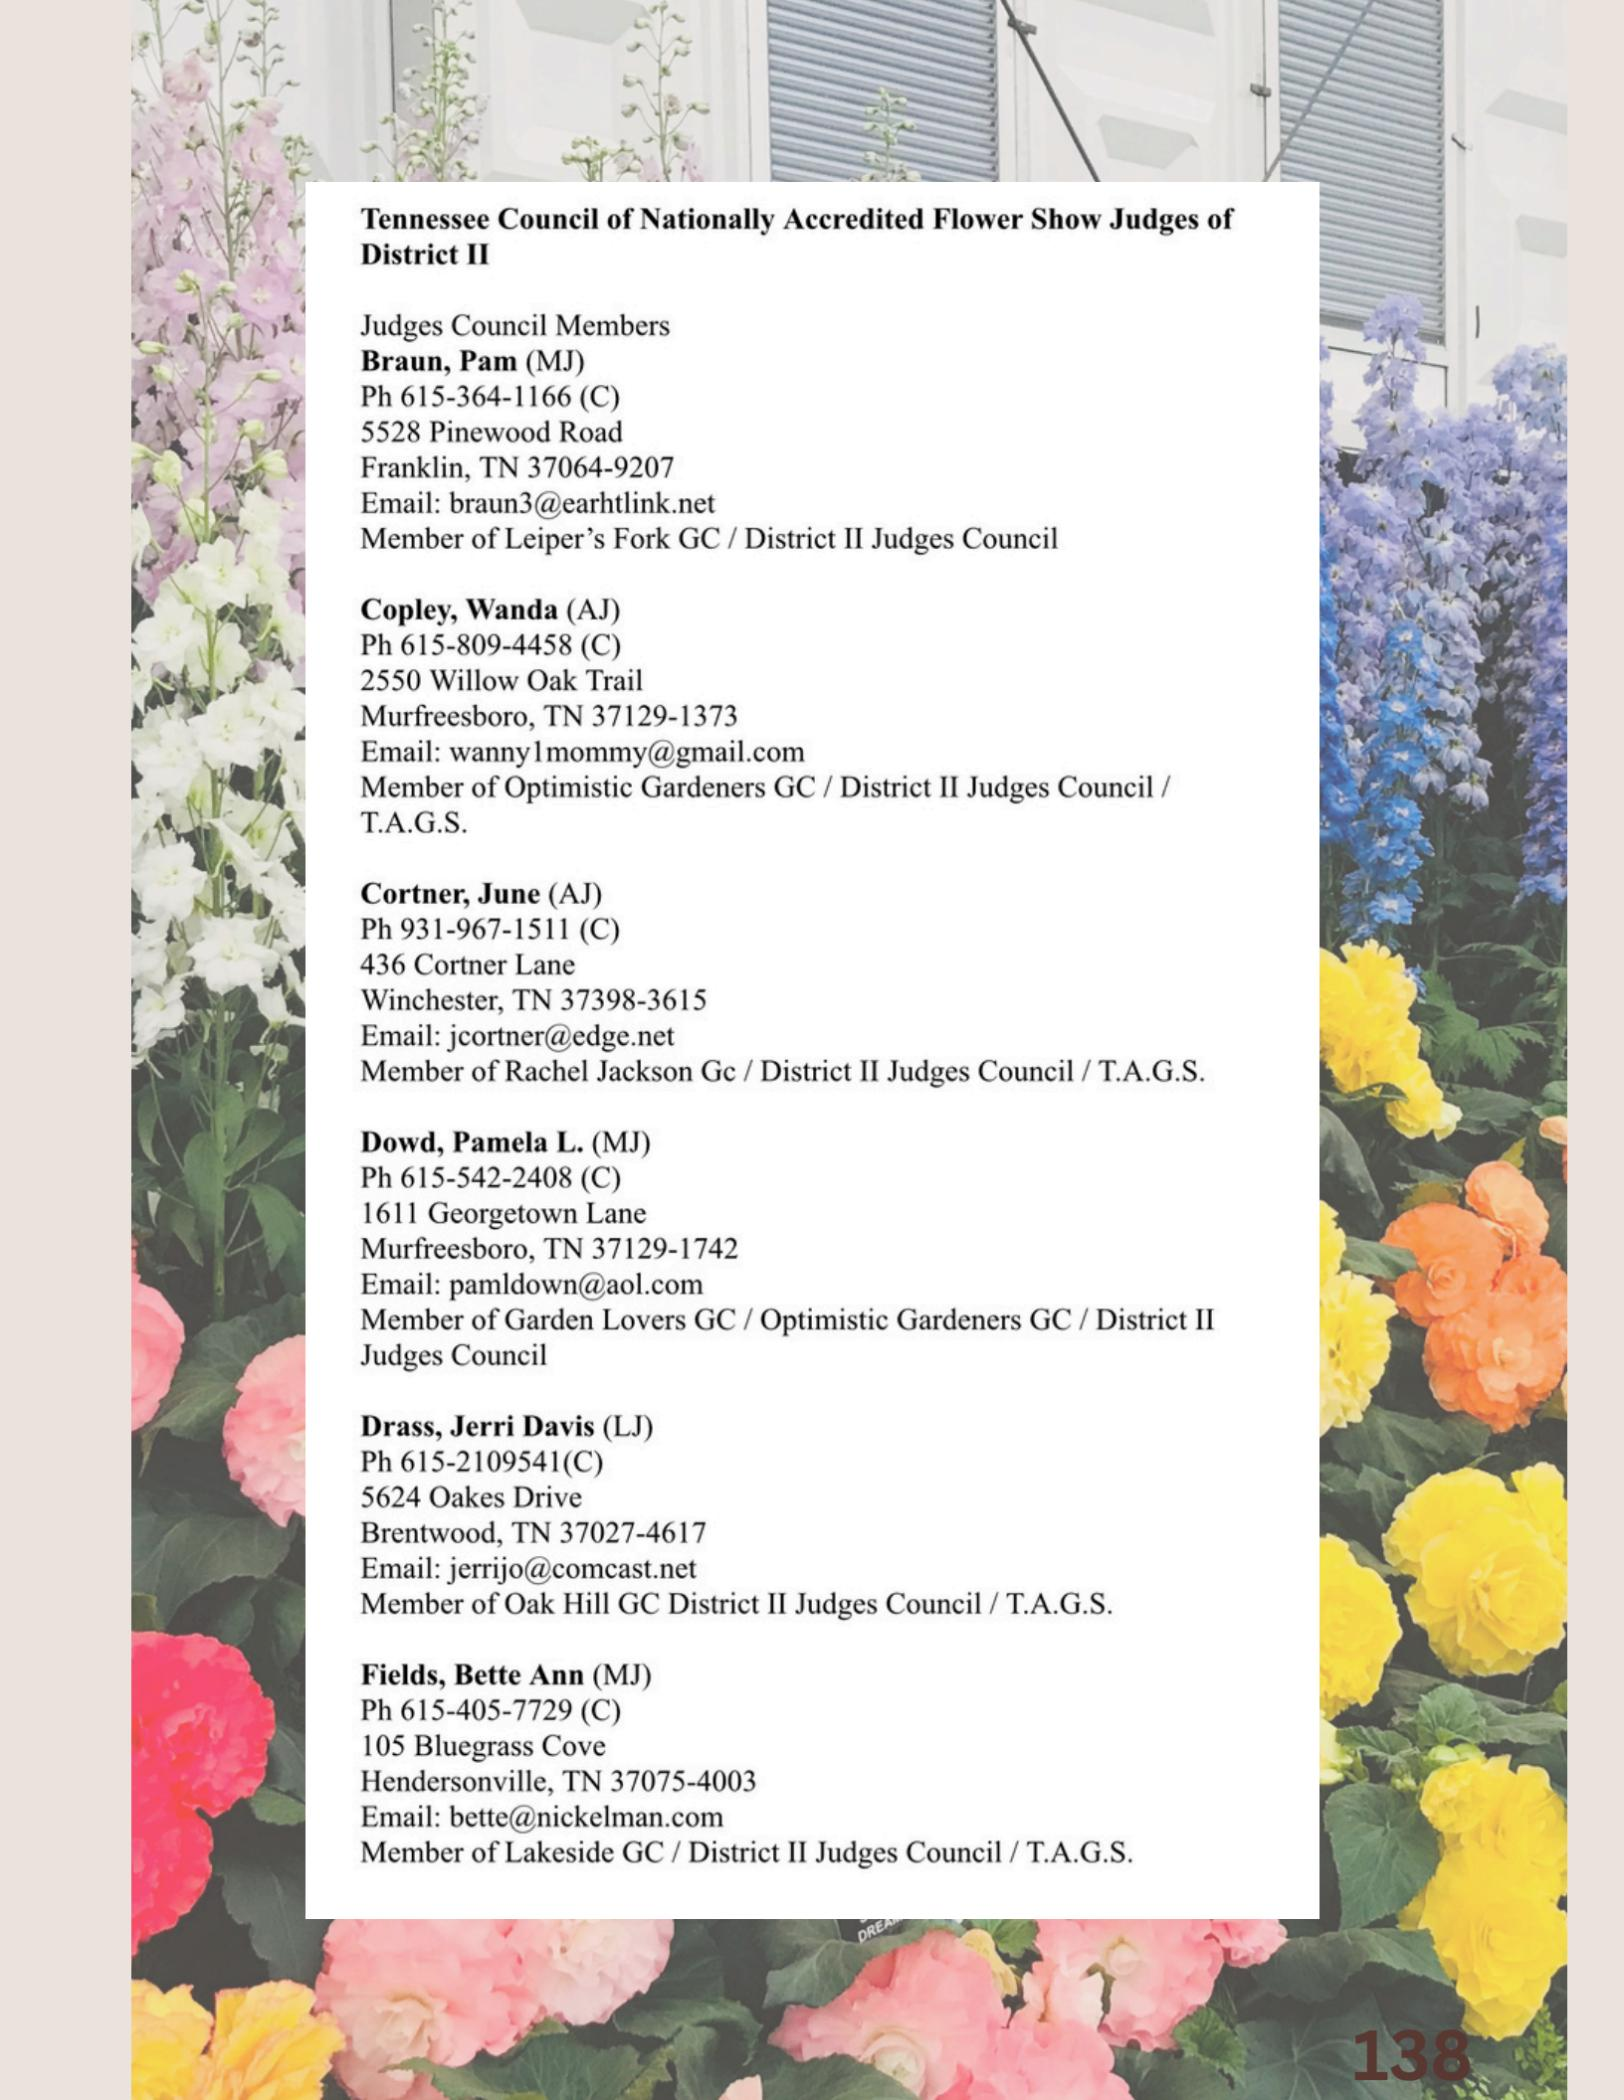 Tennessee Council of Nationally Accredited Flower Show Judges of
District II
Judges Council Members
Braun, Pam (MJ)
Ph 615-364-1166 (C)
5528 Pinewood Road
Franklin, TN 37064-9207
Email: braun3@earhtlink.net
Member of Leiper’s Fork GC / District II Judges Council
Copley, Wanda (AJ)
Ph 615-809-4458 (C)
2550 Willow Oak Trail
Murfreesboro, TN 37129-1373
Email: wanny1mommy@gmail.com
Member of Optimistic Gardeners GC / District II Judges Council /
T.A.G.S.
Cortner, June (AJ)
Ph 931-967-1511 (C)
436 Cortner Lane
Winchester, TN 37398-3615
Email: jcortner@edge.net
Member of Rachel Jackson Gc / District II Judges Council / T.A.G.S.
Dowd, Pamela L. (MJ)
Ph 615-542-2408 (C)
1611 Georgetown Lane
Murfreesboro, TN 37129-1742
Email: pamldown@aol.com
Member of Garden Lovers GC / Optimistic Gardeners GC / District II
Judges Council
Drass, Jerri Davis (LJ)
Ph 615-2109541(C)
5624 Oakes Drive
Brentwood, TN 37027-4617
Email: jerrijo@comcast.net
Member of Oak Hill GC District II Judges Council / T.A.G.S.
Fields, Bette Ann (MJ)
Ph 615-405-7729 (C)
105 Bluegrass Cove
Hendersonville, TN 37075-4003
Email: bette@nickelman.com
Member of Lakeside GC / District II Judges Council / T.A.G.S.
138